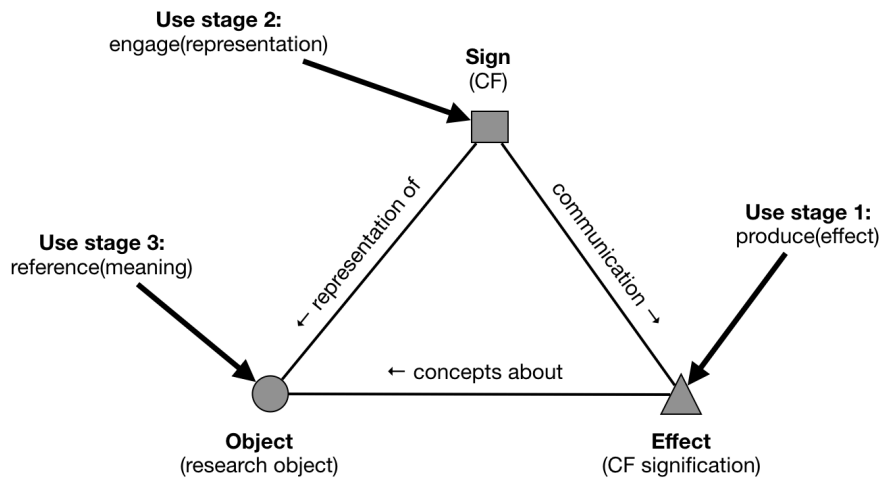 Use stage 2:
engage(representation)
Sign
(CF)
← representation of
communication →
Use stage 1:
produce(effect)
Use stage 3:
reference(meaning)
← concepts about
Object
(research object)
Effect
(CF signification)